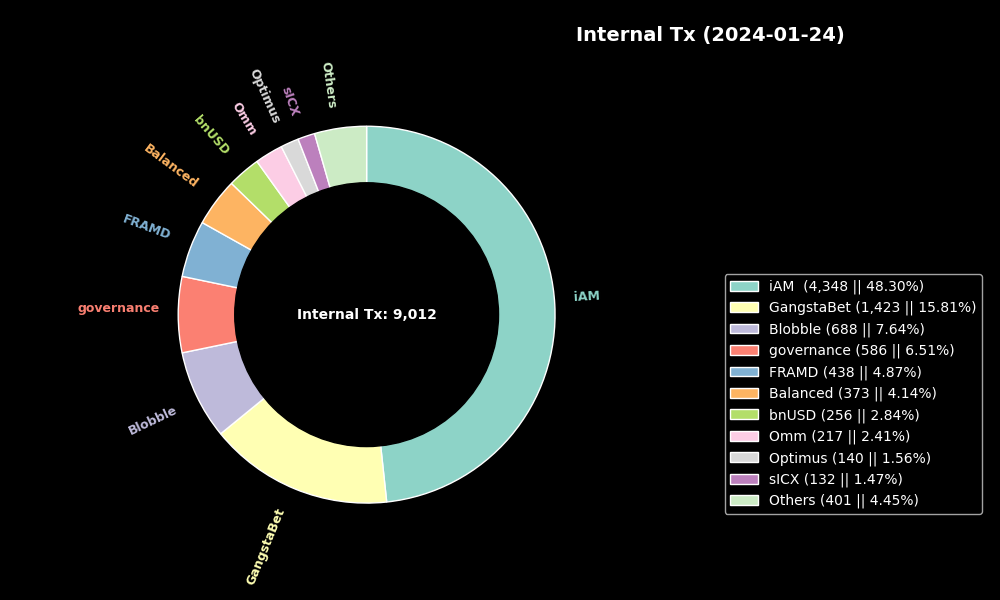 Internal Tx (2024-01-24)
Others
sICX
Optimus
Omm
bnUSD
Balanced
FRAMD
governance
Blobble
GangstaBet
iAM
Internal Tx: 9,012
iAM  (4,348 || 48.30%)
GangstaBet (1,423 || 15.81%)
Blobble (688 || 7.64%)
governance (586 || 6.51%)
FRAMD (438 || 4.87%)
Balanced (373 || 4.14%)
bnUSD (256 || 2.84%)
Omm (217 || 2.41%)
Optimus (140 || 1.56%)
sICX (132 || 1.47%)
Others (401 || 4.45%)